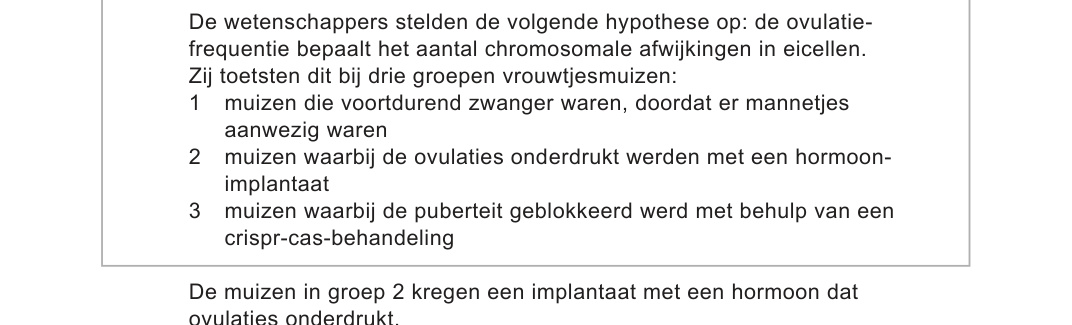 De wetenschappers stelden de volgende hypothese op: de ovulatie-
frequentie bepaalt het aantal chromosomale afwijkingen in eicellen.
Zij toetsten dit bij drie groepen vrouwtjesmuizen:
1 muizen die voortdurend zwanger waren, doordat er mannetjes
aanwezig waren
2 muizen waarbij de ovulaties onderdrukt werden met een hormoon-
implantaat
3 muizen waarbij de puberteit geblokkeerd werd met behulp van een
crispr-cas-behandeling
De muizen in groep 2 kregen een implantaat met een hormoon dat
ovulaties onderdrukt.